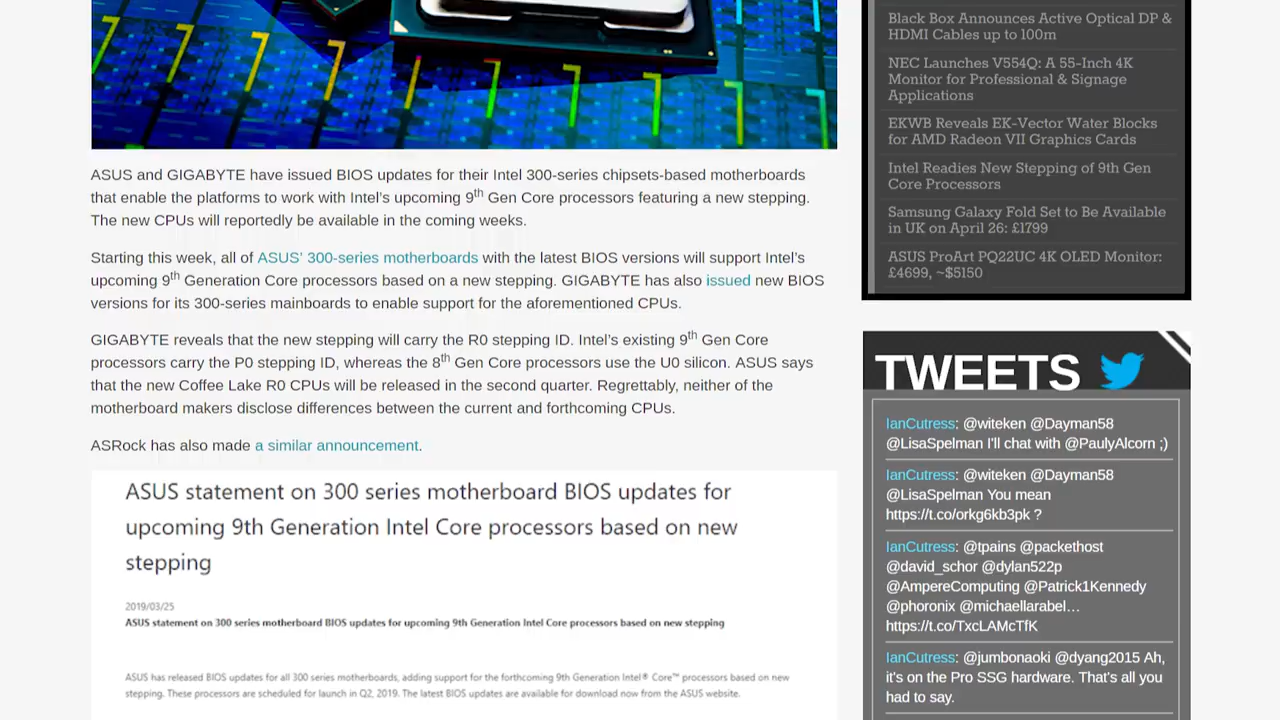 ASUS and GIGABYTE have issued BIOS updates for their Intel 300-series chipsets-based motherboards
that enable the platforms to work with Intel's upcoming 9th Gen Core processors featuring a new stepping.
The new CPUs will reportedly be available in the coming weeks.
Starting this week, all of ASUS' 300-series motherboards with the latest BIOS versions will support Intel's
upcoming 9th Generation Core processors based on a new stepping. GIGABYTE has also issued new BIOS
versions for its 300-series mainboards to enable support for the aforementioned CPUs.
GIGABYTE reveals that the new stepping will carry the R0 stepping ID. Intel's existing 9th Gen Core
processors carry the P0 stepping ID, whereas the 8th Gen Core processors use the U0 silicon. ASUS says
that the new Coffee Lake R0 CPUs will be released in the second quarter. Regrettably, neither of the
motherboard makers disclose differences between the current and forthcoming CPUs.
ASRock has also made a similar announcement.
ASUS statement on 300 series motherboard BIOS updates for
upcoming 9th Generation Intel Core processors based on new
stepping
2019/03/25
ASUS statement on 300 series motherboard BIOS updates for upcoming 9th Generation Intel Core processors based on new stepping
ASUS has released BIOS updates for all 300 series motherboards, adding support for the forthcoming 9th Generation Intel® Core™ processors based on new
stepping. These processors are scheduled for launch in Q2, 2019. The latest BIOS updates are available for download now from the ASUS website.
Black Box Announces Active Optical DP &
HDMI Cables up to 100m
NEC Launches V554Q: A 55-Inch 4K
Monitor for Professional & Signage
Applications
EKWB Reveals EK-Vector Water Blocks
for AMD Radeon VII Graphics Cards
Intel Readies New Stepping of 9th Gen
Core Processors
Samsung Galaxy Fold Set to Be Available
in UK on April 26: £1799
ASUS ProArt PQ22UC 4K OLED Monitor:
£4699, ~$5150
TWEETS
IanCutress: @witeken @Dayman58
@LisaSpelman I'll chat with @PaulyAlcorn ;)
IanCutress: @witeken @Dayman58
@LisaSpelman You mean
https://t.co/orkg6kb3pk ?
IanCutress: @tpains @packethost
@david_schor @dylan522p
@AmpereComputing @Patrick1Kennedy
@phoronix @michaellarabel…
https://t.co/TxcLAMcTfK
IanCutress: @jumbonaoki @dyang2015 Ah,
it's on the Pro SSG hardware. That's all you
had to say.